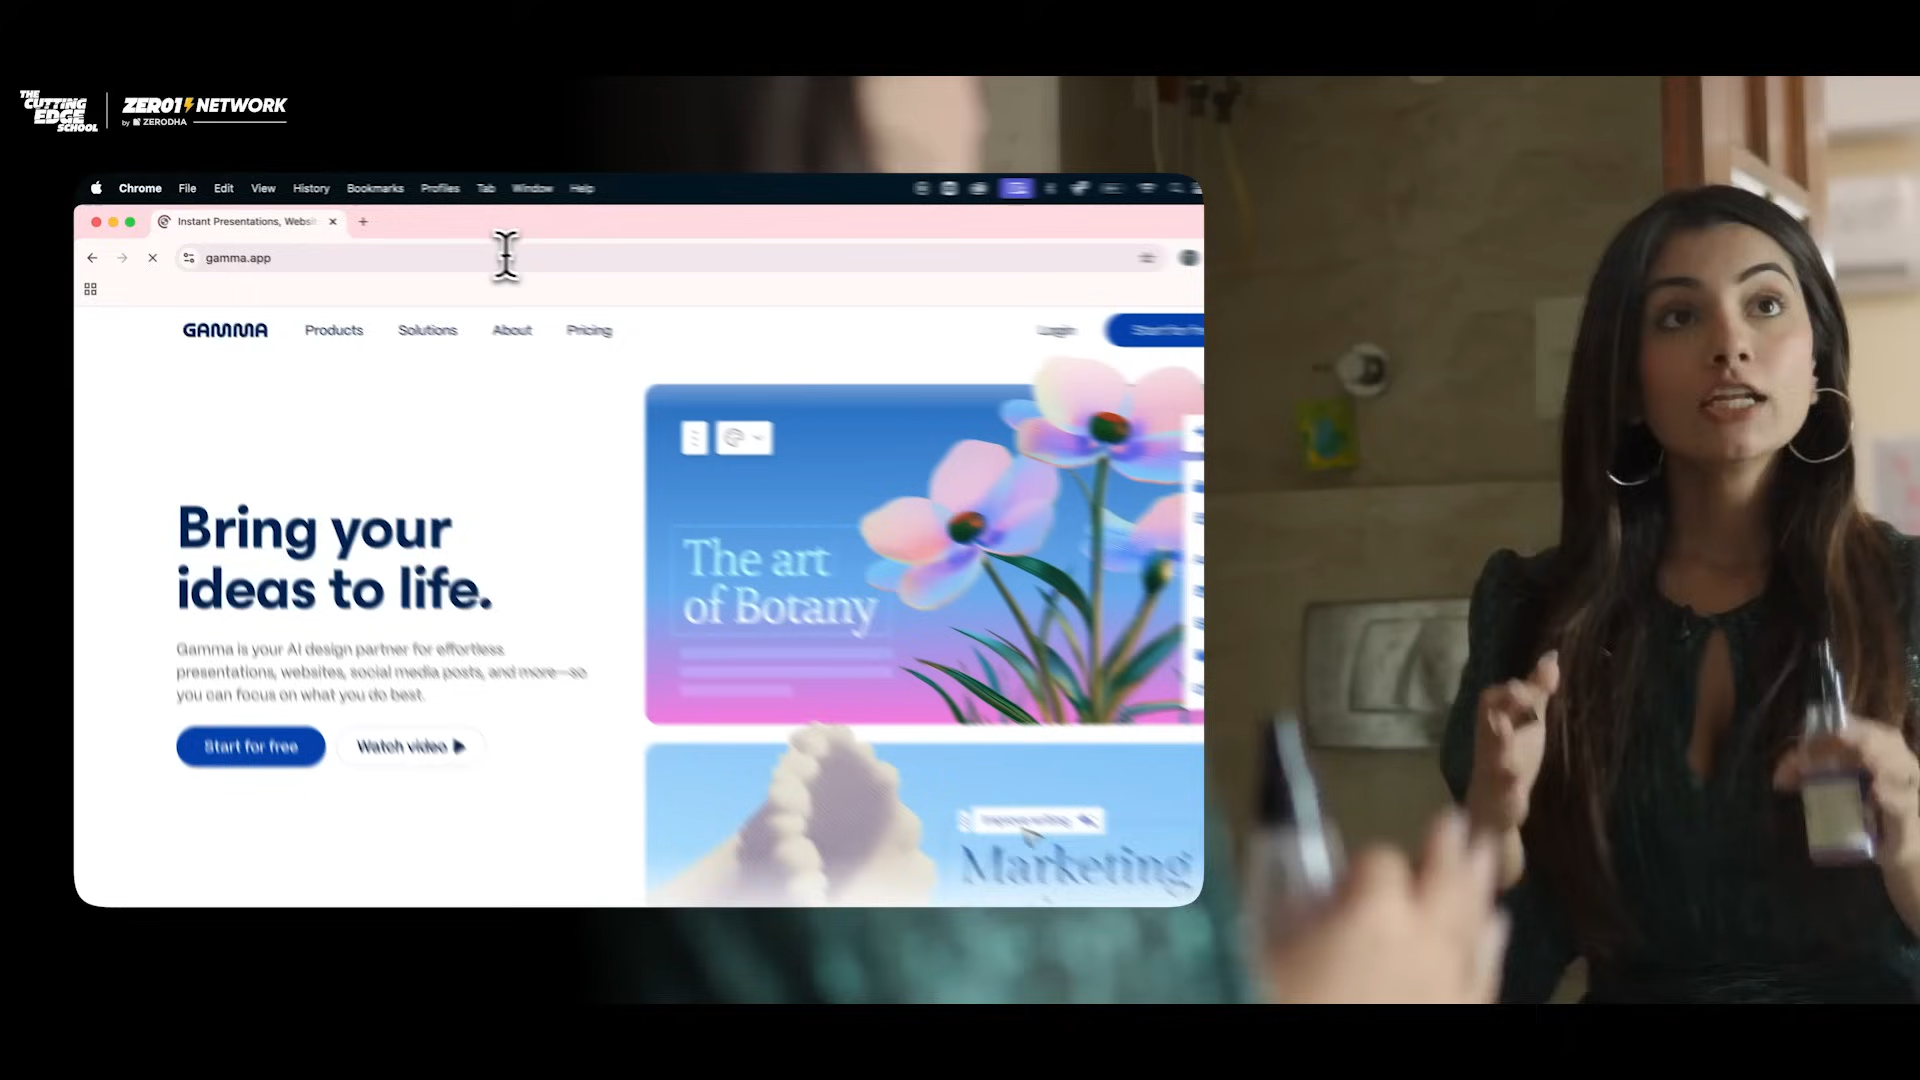 THE
CUTTING
EDGE
SCHOOL
ZERO1 NETWORK
by ZERODHA
Chrome File Edit View History Bookmarks Profiles Tab Window Help
Instant Presentations, Websi
gamma.app
GAMMA Products Solutions About Pricing Login
Bring your
ideas to life.
Gamma is your AI design partner for effortless
presentations, websites, social media posts, and more—so
you can focus on what you do best.
Start for free Watch video
The art
of Botany
Marketing